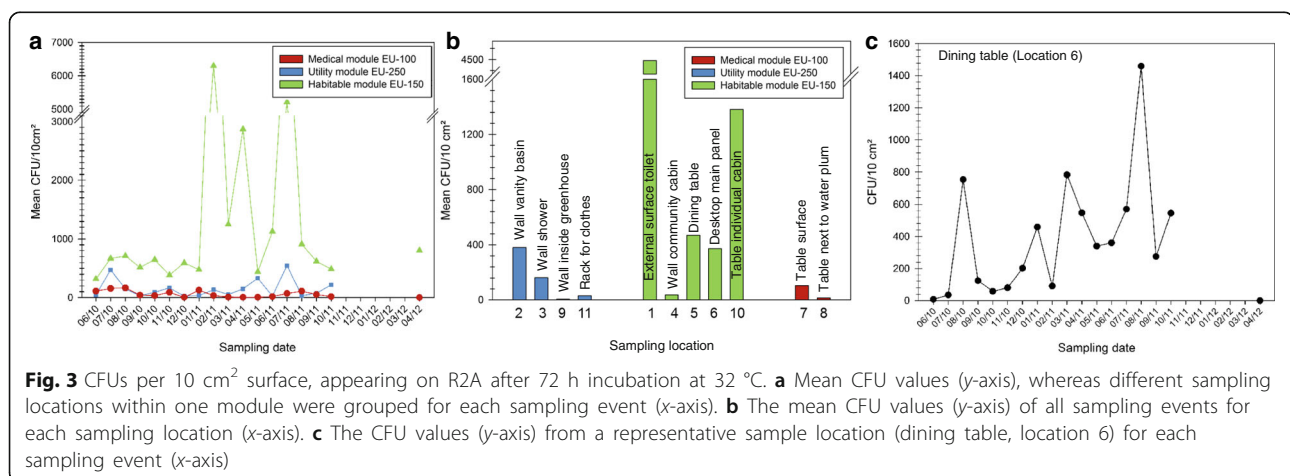 a
7000
6000
5000
3000
2000
1000
0
Mean CFU/10cm²
Medical module EU-100
Utility module EU-250
Habitable module EU-150
06/10
07/10
08/10
09/10
10/10
11/10
12/10
01/11
02/11
03/11
04/11
05/11
06/11
07/11
08/11
09/11
10/11
11/11
12/11
01/12
02/12
03/12
04/12
Sampling date
b
4500
1600
1200
800
400
0
Mean CFU/10 cm²
Medical module EU-100
Utility module EU-250
Habitable module EU-150
Wall vanity basin
Wall shower
Wall inside greenhouse
Rack for clothes
External surface toilet
Wall community cabin
Dining table
Desktop main panel
Table individual cabin
Table surface
Table next to water plum
2 3 9 11 1 4 5 6 10 7 8
Sampling location
c
Dining table (Location 6)
1600
1400
1200
1000
800
600
400
200
0
CFU/10 cm²
06/10
07/10
08/10
09/10
10/10
11/10
12/10
01/11
02/11
03/11
04/11
05/11
06/11
07/11
08/11
09/11
10/11
11/11
12/11
01/12
02/12
03/12
04/12
Sampling date
Fig. 3 CFUs per 10 cm² surface, appearing on R2A after 72 h incubation at 32 °C. a Mean CFU values (y-axis), whereas different sampling
locations within one module were grouped for each sampling event (x-axis). b The mean CFU values (y-axis) of all sampling events for
each sampling location (x-axis). c The CFU values (y-axis) from a representative sample location (dining table, location 6) for each
sampling event (x-axis)